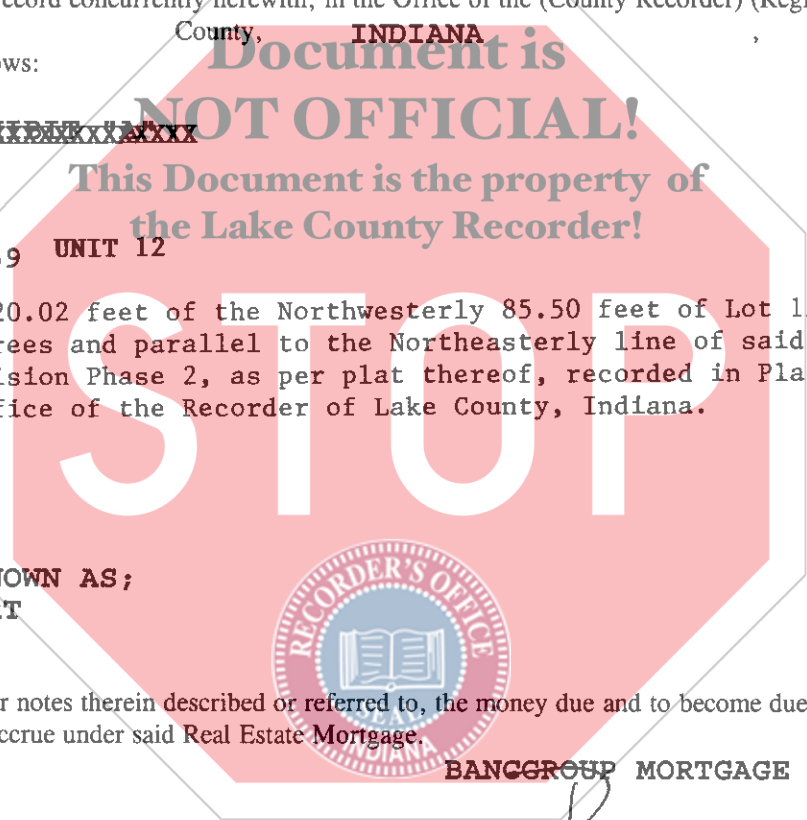 record concurrently herewith, in the Office of the (County Recorder) (Regi
County, INDIANA ,
ows:
Document is
NOT OFFICIAL!
This Document is the property of
the Lake County Recorder!
9 UNIT 12
20.02 feet of the Northwesterly 85.50 feet of Lot 1
rees and parallel to the Northeasterly line of said
ision Phase 2, as per plat thereof, recorded in Pla
fice of the Recorder of Lake County, Indiana.
STOP
NOWN AS;
RECORDER'S OFFICE
SEAL
INDIANA
r notes therein described or referred to, the money due and to become due
ccrue under said Real Estate Mortgage.
BANCGROUP MORTGAGE